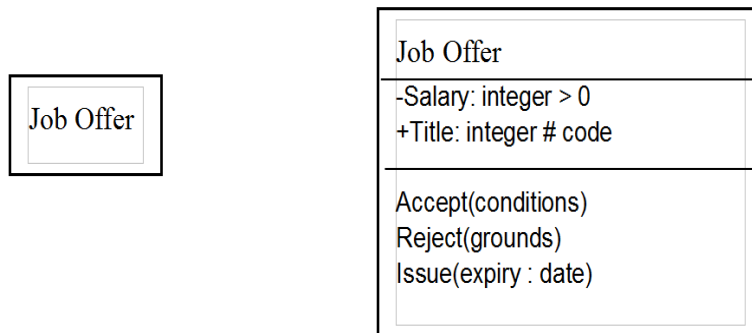 Job Offer
Job Offer
-Salary: integer > 0
+Title: integer # code
Accept(conditions)
Reject(grounds)
Issue(expiry : date)